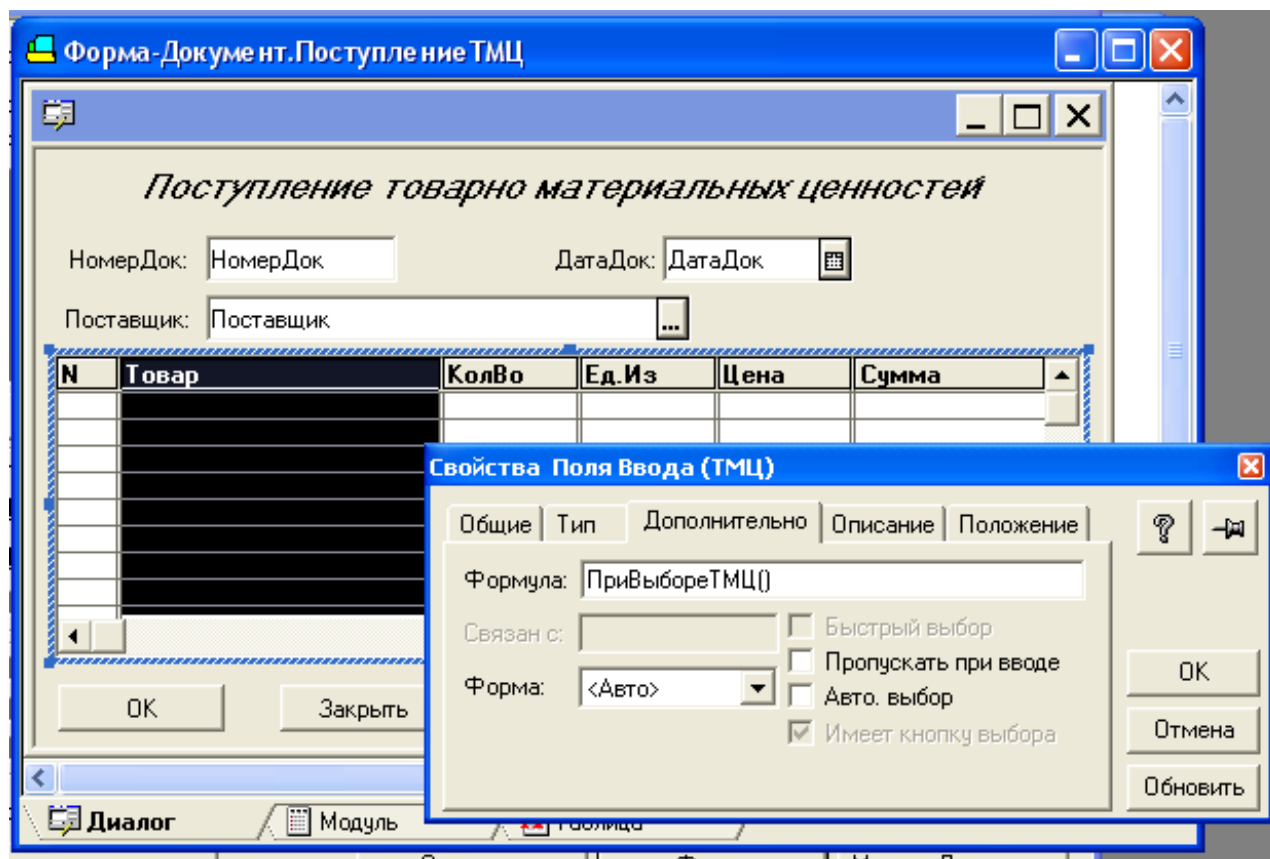 Форма-Документ.Поступление ТМЦ
Поступление товарно материальных ценностей
НомерДок: НомерДок ДатаДок: ДатаДок
Поставщик: Поставщик ...
N Товар КолВо Ед.Из Цена Сумма
Свойства Поля Ввода (ТМЦ)
Общие Тип Дополнительно Описание Положение
Формула: ПриВыбореТМЦ()
Связан с: Быстрый выбор
Пропускать при вводе
Форма: <Авто> Авто. выбор
Имеет кнопку выбора
OK
Отмена
Обновить
OK Закрыть
Диалог Модуль Таблица